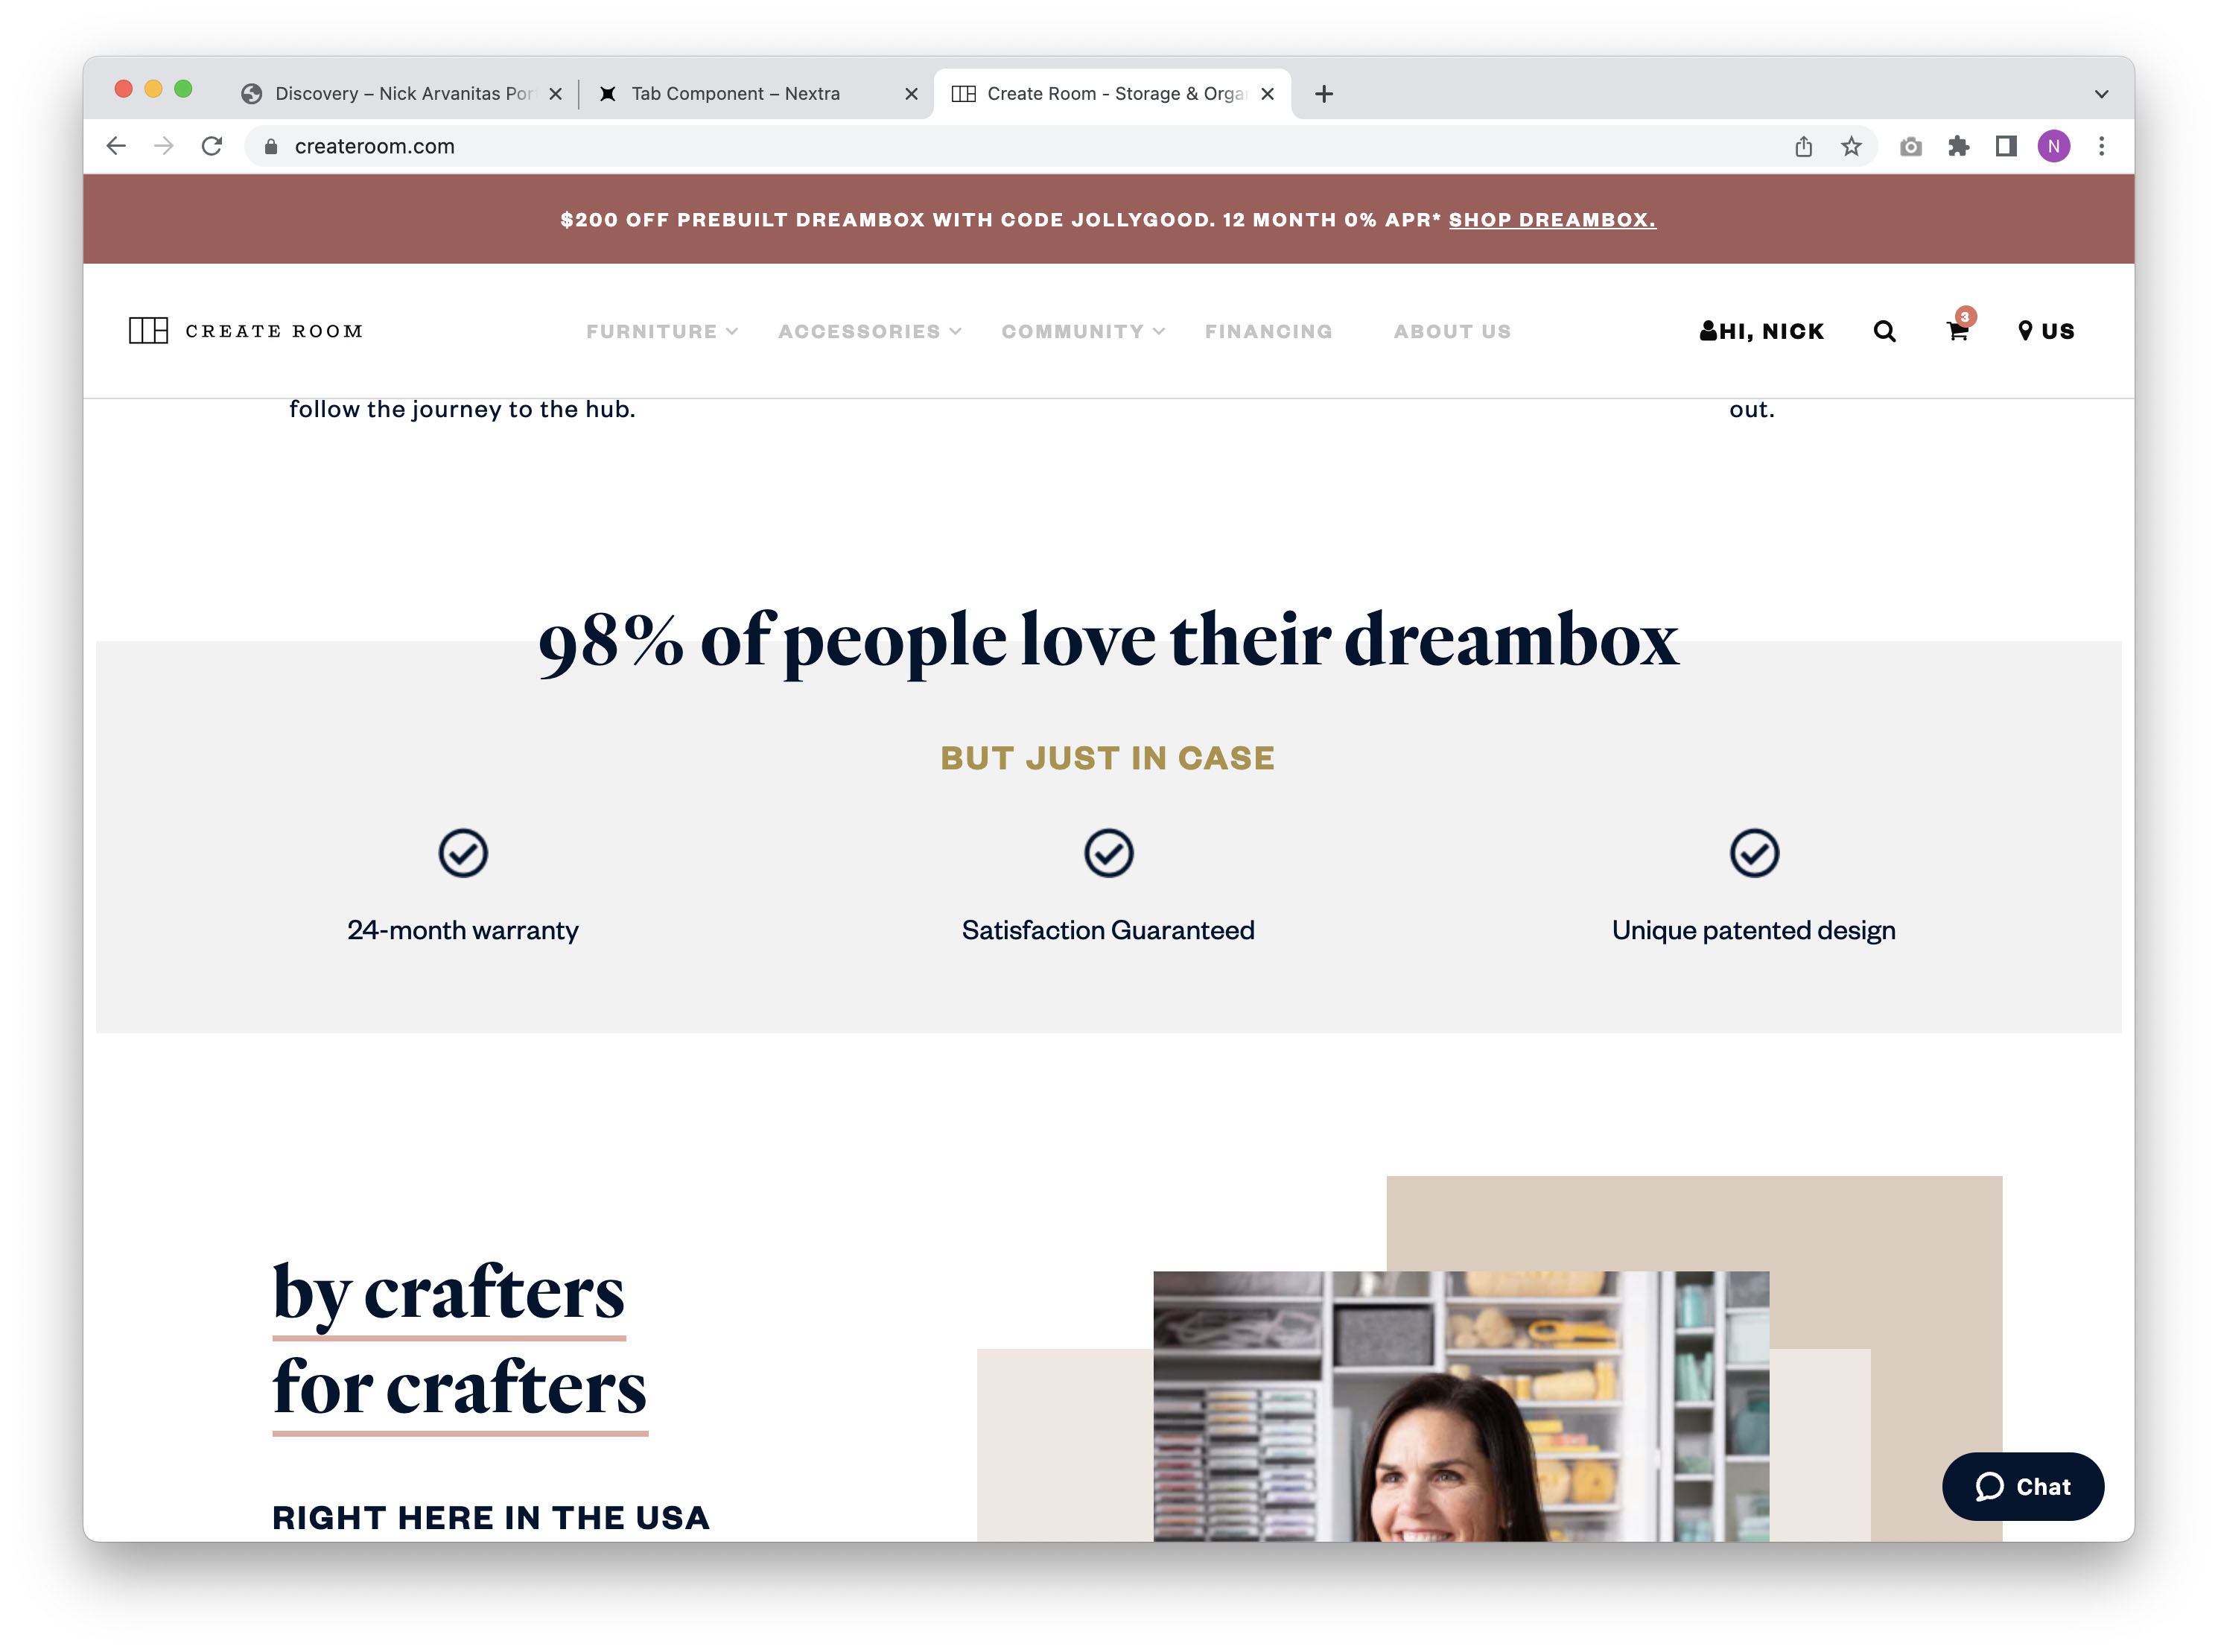 Discovery – Nick Arvanitas Por
Tab Component – Nextra
Create Room - Storage & Orga
createroom.com
N
$200 OFF PREBUILT DREAMBOX WITH CODE JOLLYGOOD. 12 MONTH 0% APR* SHOP DREAMBOX.
CREATE ROOM
FURNITURE
ACCESSORIES
COMMUNITY
FINANCING
ABOUT US
HI, NICK
3
US
follow the journey to the hub.
out.
98% of people love their dreambox
BUT JUST IN CASE
24-month warranty
Satisfaction Guaranteed
Unique patented design
by crafters
for crafters
RIGHT HERE IN THE USA
Chat